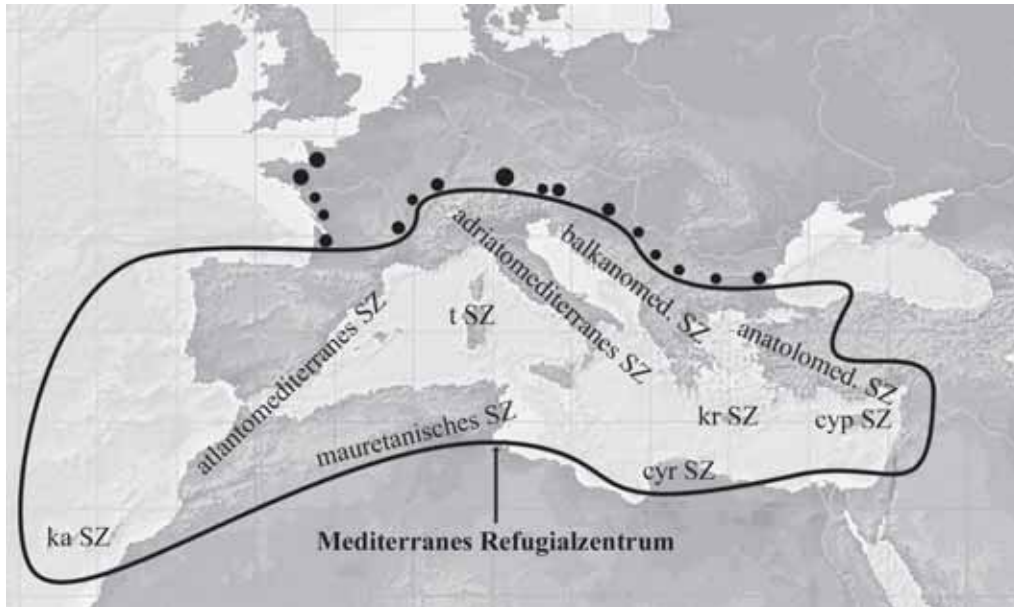 adriatomediterranes SZ
balkanomed. SZ
t SZ
atlantomediterranes SZ
anatolomed. SZ
mauretanisches SZ
kr SZ
cyp SZ
cyr SZ
ka SZ
Mediterranes Refugialzentrum